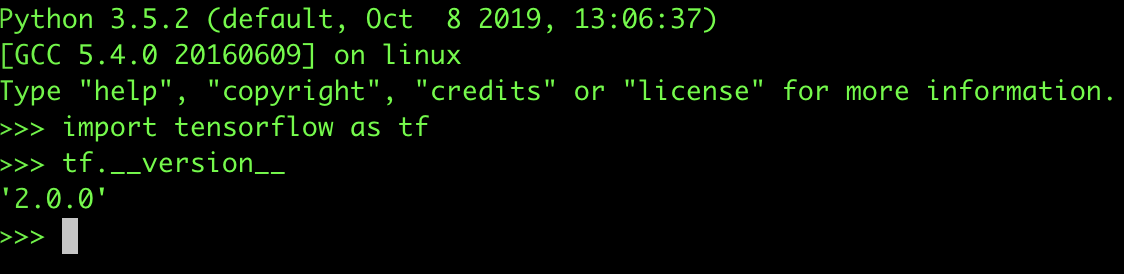 Python 3.5.2 (default, Oct  8 2019, 13:06:37)
[GCC 5.4.0 20160609] on linux
Type "help", "copyright", "credits" or "license" for more information.
>>> import tensorflow as tf
>>> tf.__version__
'2.0.0'
>>>